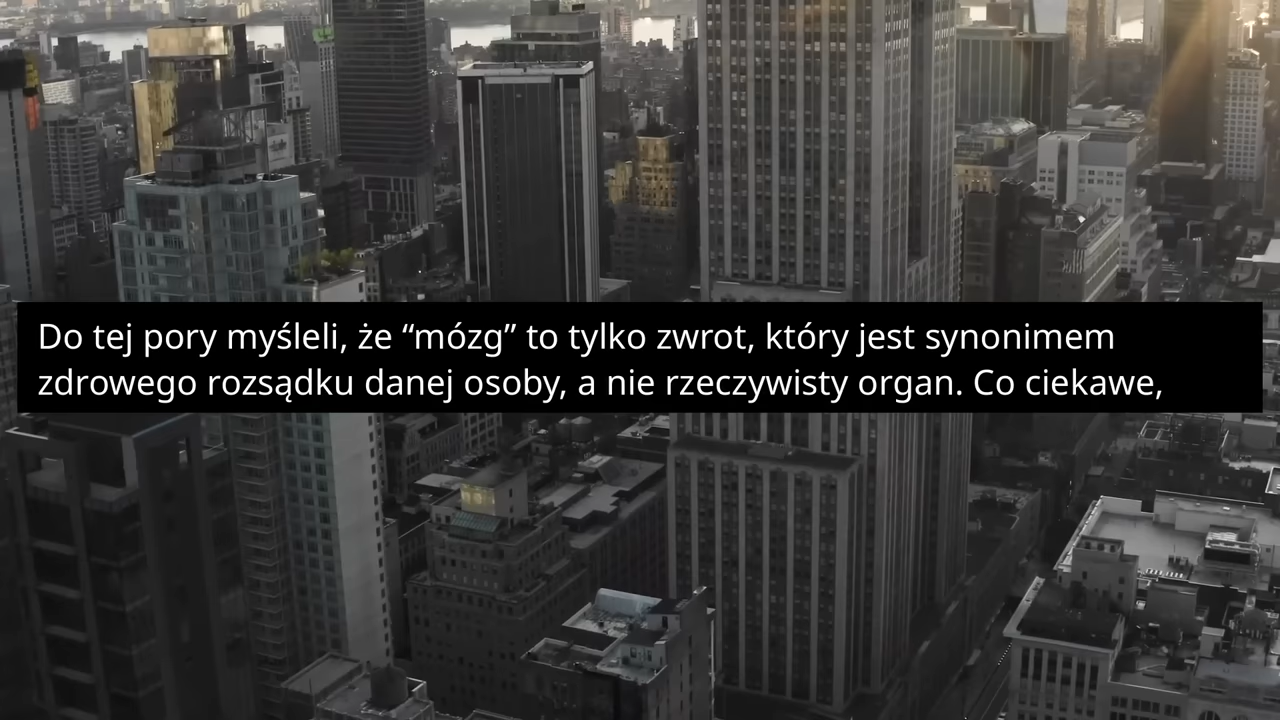 Do tej pory myśleli, że “mózg” to tylko zwrot, który jest synonimem
zdrowego rozsądku danej osoby, a nie rzeczywisty organ. Co ciekawe,